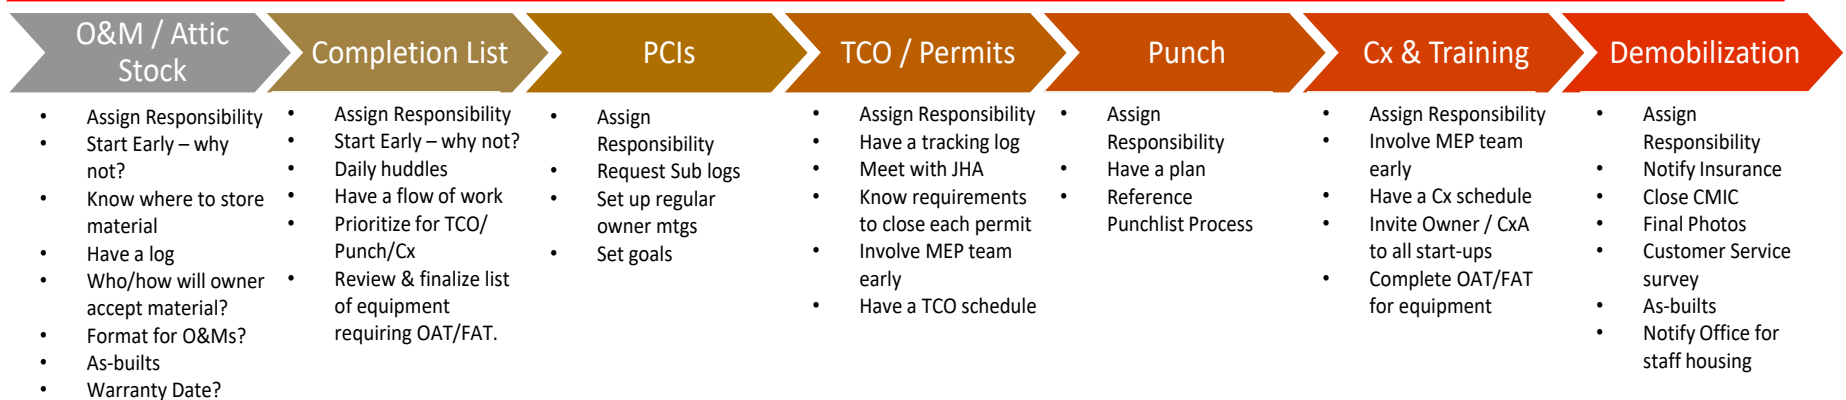 O&M / Attic
Stock
• Assign Responsibility
• Start Early – why
not?
• Know where to store
material
• Have a log
• Who/how will owner
accept material?
• Format for O&Ms?
• As-builts
• Warranty Date?
Completion List
• Assign Responsibility
• Start Early – why not?
• Daily huddles
• Have a flow of work
• Prioritize for TCO/
Punch/Cx
• Review & finalize list
of equipment
requiring OAT/FAT.
PCIs
• Assign
Responsibility
• Request Sub logs
• Set up regular
owner mtgs
• Set goals
TCO / Permits
• Assign Responsibility
• Have a tracking log
• Meet with JHA
• Know requirements
to close each permit
• Involve MEP team
early
• Have a TCO schedule
Punch
• Assign
Responsibility
• Have a plan
• Reference
Punchlist Process
Cx & Training
• Assign Responsibility
• Involve MEP team
early
• Have a Cx schedule
• Invite Owner / CxA
to all start-ups
• Complete OAT/FAT
for equipment
Demobilization
• Assign
Responsibility
• Notify Insurance
• Close CMIC
• Final Photos
• Customer Service
survey
• As-builts
• Notify Office for
staff housing